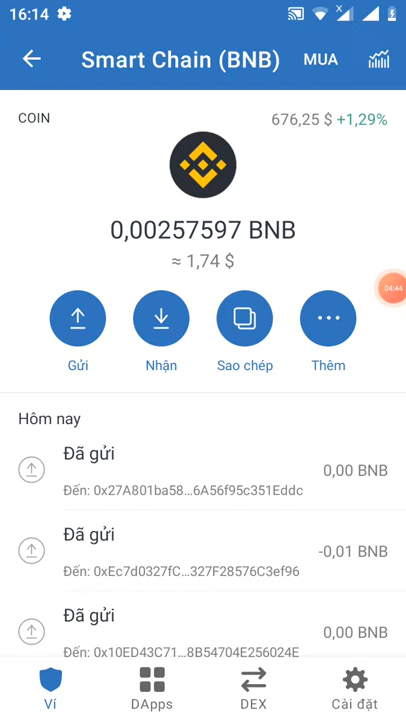 16:14
Smart Chain (BNB) MUA
COIN 676,25 $ +1,29%
0,00257597 BNB
≈ 1,74 $
04:44
Gửi Nhận Sao chép Thêm
Hôm nay
Đã gửi
0,00 BNB
Đến: 0x27A801ba58...6A56f95c351Eddc
Đã gửi
-0,01 BNB
Đến: 0xEc7d0327fC...327F28576C3ef96
Đã gửi
0,00 BNB
Đến: 0x10ED43C71...8B54704E256024E
Ví DApps DEX Cài đặt